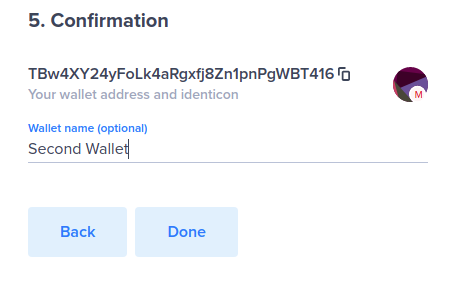 5. Confirmation
TBw4XY24yFoLk4aRgxfj8Zn1pnPgWBT416
M
Your wallet address and identicon
Wallet name (optional)
Second Wallet
Back Done